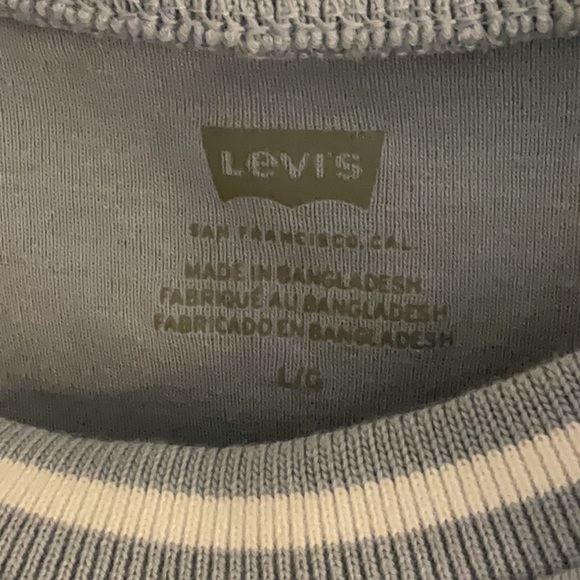 Levi's
SAN FRANCISCO, CAL.
MADE IN BANGLADESH
FABRIQUÉ AU BANGLADESH
FABRICADO EN BANGLADESH
L/G